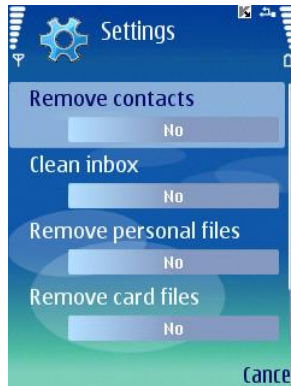 Settings
Remove contacts
No
Clean inbox
No
Remove personal files
No
Remove card files
No
Cance